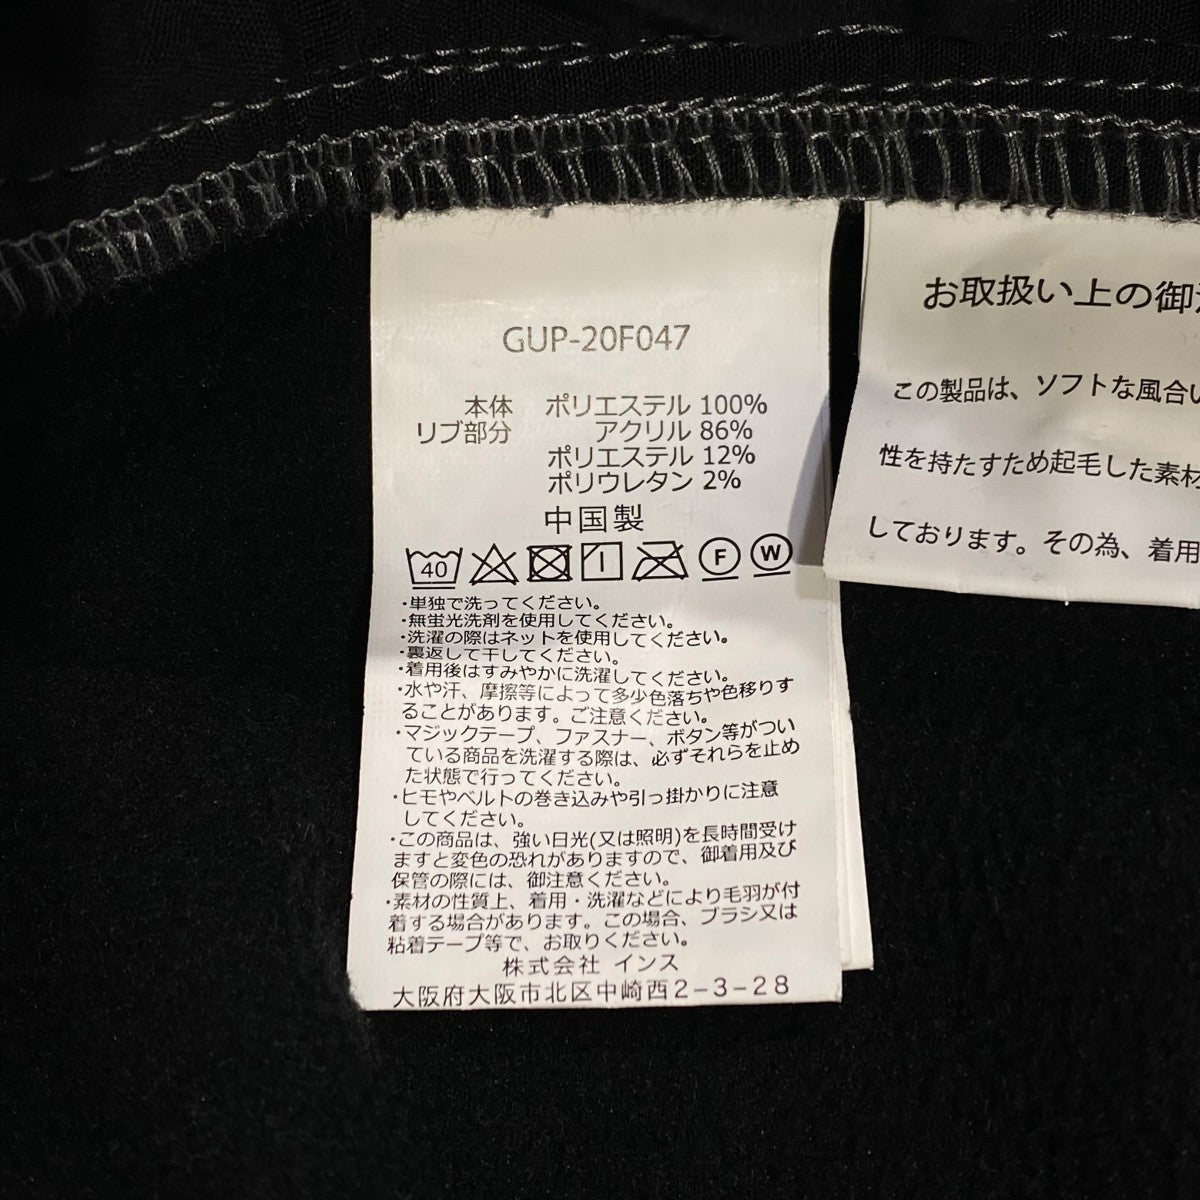 GUP-20F047
本体 ポリエステル 100%
リブ部分 アクリル 86%
ポリエステル 12%
ポリウレタン 2%
中国製
40 F W
・単独で洗ってください。
・無蛍光洗剤を使用してください。
・洗濯の際はネットを使用してください。
・裏返して干してください。
・着用後はすみやかに洗濯してください。
・水や汗、摩擦等によって多少色落ちや色移りす
ることがあります。ご注意ください。
・マジックテープ、ファスナー、ボタン等がつい
ている商品を洗濯する際は、必ずそれらを止め
た状態で行ってください。
・ヒモやベルトの巻き込みや引っ掛かりに注意
してください。
・この商品は、強い日光(又は照明)を長時間受け
ますと変色の恐れがありますので、御着用及び
保管の際には、御注意ください。
・素材の性質上、着用・洗濯などにより毛羽が付
着する場合があります。この場合、ブラシ又は
粘着テープ等で、お取りください。
株式会社 インス
大阪府大阪市北区中崎西2-3-28
お取扱い上の御
この製品は、ソフトな風合い
性を持たすため起毛した素材
しております。その為、着用